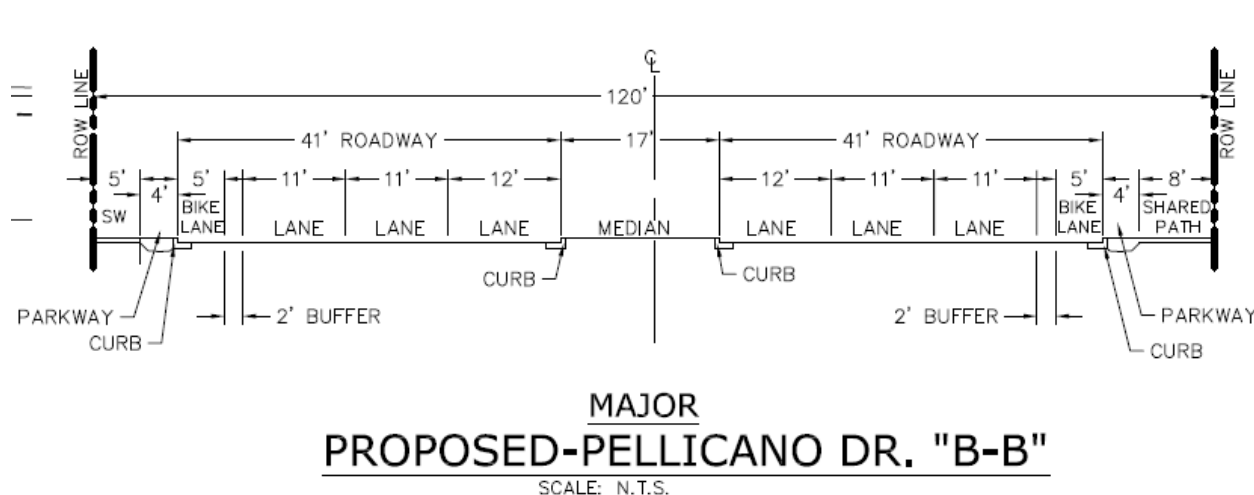 ℄
120'
ROW LINE
ROW LINE
41' ROADWAY
17'
41' ROADWAY
5'
4'
5'
11'
11'
12'
12'
11'
11'
5'
4'
8'
SW
BIKE
LANE
LANE
LANE
LANE
MEDIAN
LANE
LANE
LANE
BIKE
LANE
SHARED
PATH
CURB
CURB
PARKWAY
2' BUFFER
2' BUFFER
PARKWAY
CURB
CURB
MAJOR
PROPOSED-PELLICANO DR. "B-B"
SCALE: N.T.S.